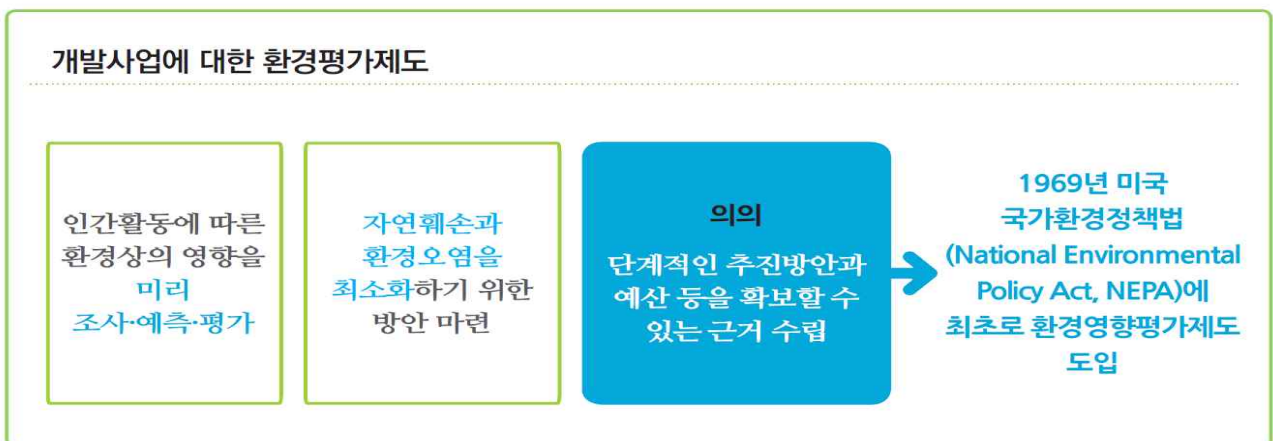 개발사업에 대한 환경평가제도
인간활동에 따른
환경상의 영향을
미리
조사·예측·평가
자연훼손과
환경오염을
최소화하기 위한
방안 마련
의의
단계적인 추진방안과
예산 등을 확보할 수
있는 근거 수립
1969년 미국
국가환경정책법
(National Environmental
Policy Act, NEPA)에
최초로 환경영향평가제도
도입